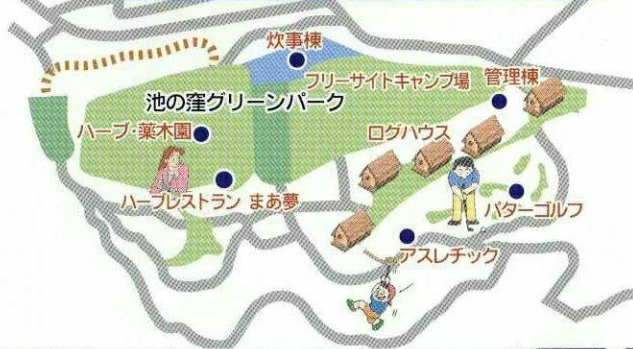 炊事棟
フリーサイトキャンプ場
管理棟
池の窪グリーンパーク
ハーブ・薬木園
ログハウス
ハーブレストラン まあ夢
パターゴルフ
アスレチック